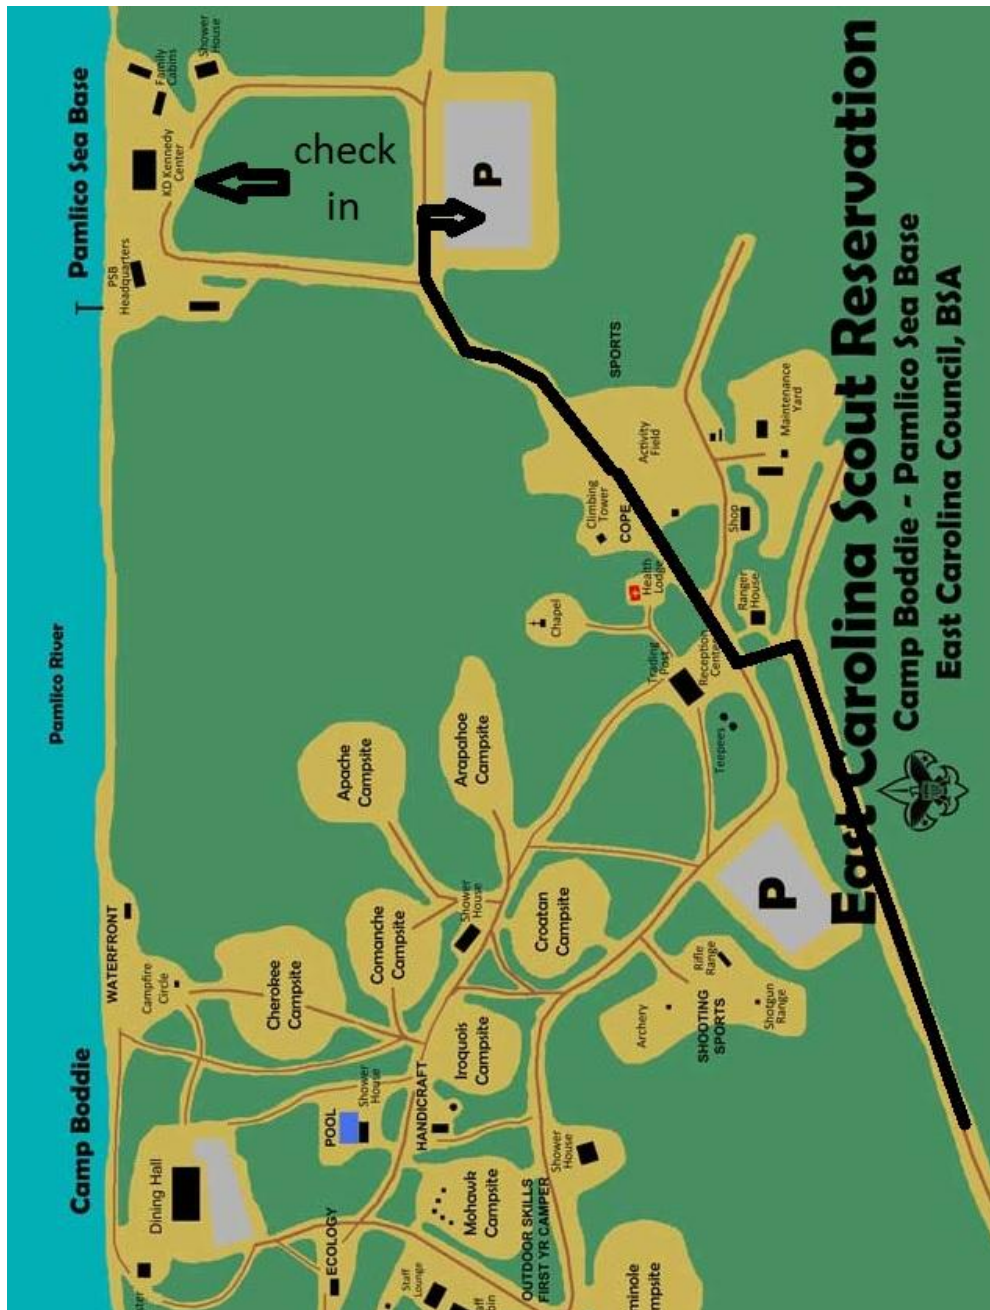 East Carolina Scout Reservation
Camp Boddie - Pamlico Sea Base
East Carolina Council, BSA
Pamlico Sea Base
Pamlico River
Camp Boddie
check
in
P
Shower
House
Family
Cabins
KD Kennedy
Center
PSB
Headquarters
SPORTS
Activity
Field
Maintenance
Yard
Climbing
Tower
COPE
Shop
Health
Lodge
Ranger
House
Chapel
Trading
Post
Reception
Center
Teepees
Arapahoe
Campsite
Apache
Campsite
P
Shower
House
Croatan
Campsite
Comanche
Campsite
WATERFRONT
Campfire
Circle
Cherokee
Campsite
Rifle
Range
Archery
Shotgun
Range
SHOOTING
SPORTS
Iroquois
Campsite
HANDICRAFT
Shower
House
POOL
Shower
House
Dining Hall
Mohawk
Campsite
OUTDOOR SKILLS
FIRST YR CAMPER
ECOLOGY
Staff
Lounge